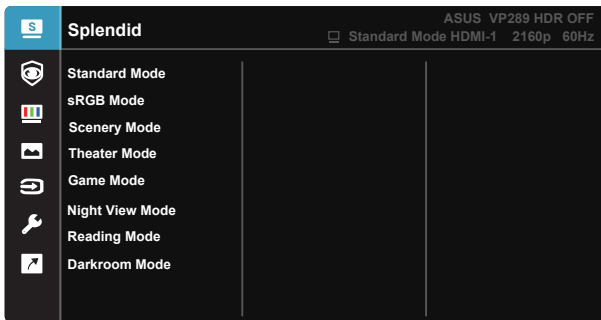 S
Splendid
ASUS VP289 HDR OFF
Standard Mode HDMI-1 2160p 60Hz
Standard Mode
sRGB Mode
Scenery Mode
Theater Mode
Game Mode
Night View Mode
Reading Mode
Darkroom Mode